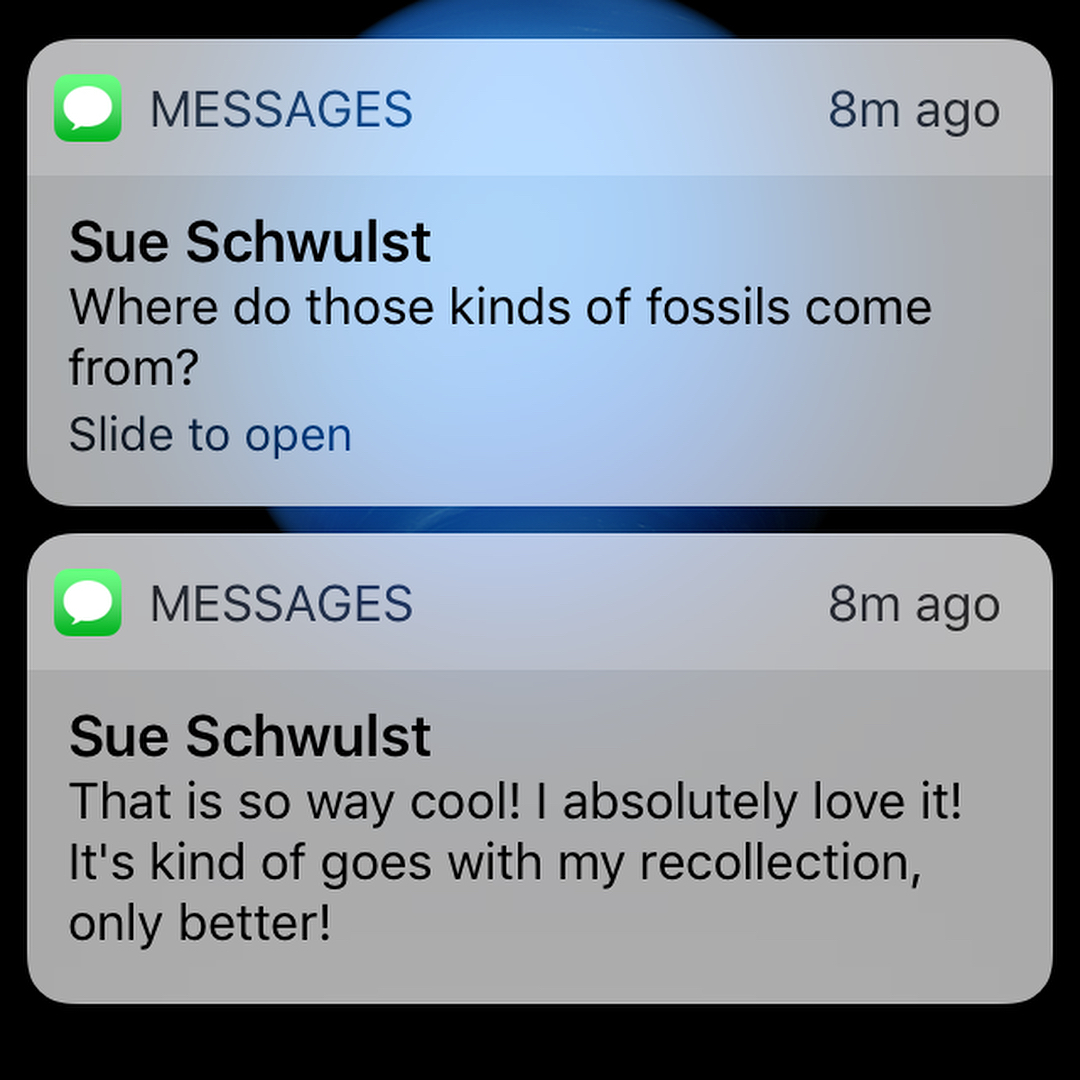 MESSAGES 8m ago
Sue Schwulst
Where do those kinds of fossils come
from?
Slide to open
MESSAGES 8m ago
Sue Schwulst
That is so way cool! I absolutely love it!
It's kind of goes with my recollection,
only better!